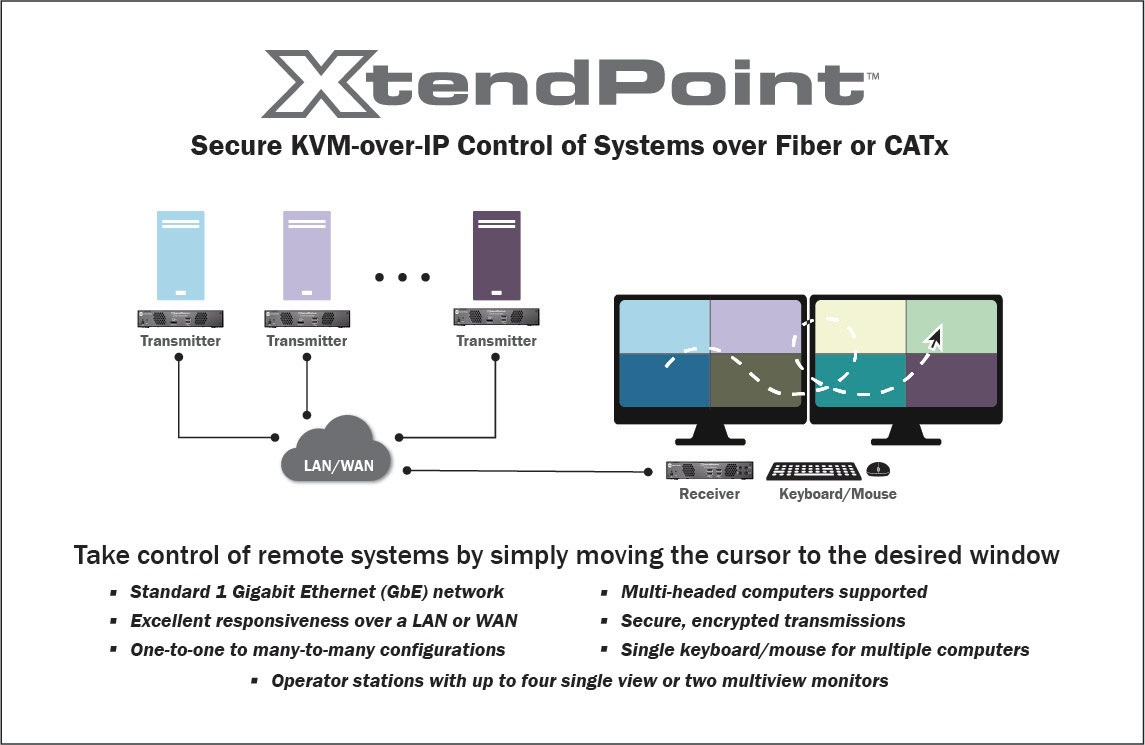 XtendPoint™
Secure KVM-over-IP Control of Systems over Fiber or CATx
Transmitter
Transmitter
Transmitter
LAN/WAN
Receiver
Keyboard/Mouse
Take control of remote systems by simply moving the cursor to the desired window
▪ Standard 1 Gigabit Ethernet (GbE) network
▪ Excellent responsiveness over a LAN or WAN
▪ One-to-one to many-to-many configurations
▪ Multi-headed computers supported
▪ Secure, encrypted transmissions
▪ Single keyboard/mouse for multiple computers
▪ Operator stations with up to four single view or two multiview monitors